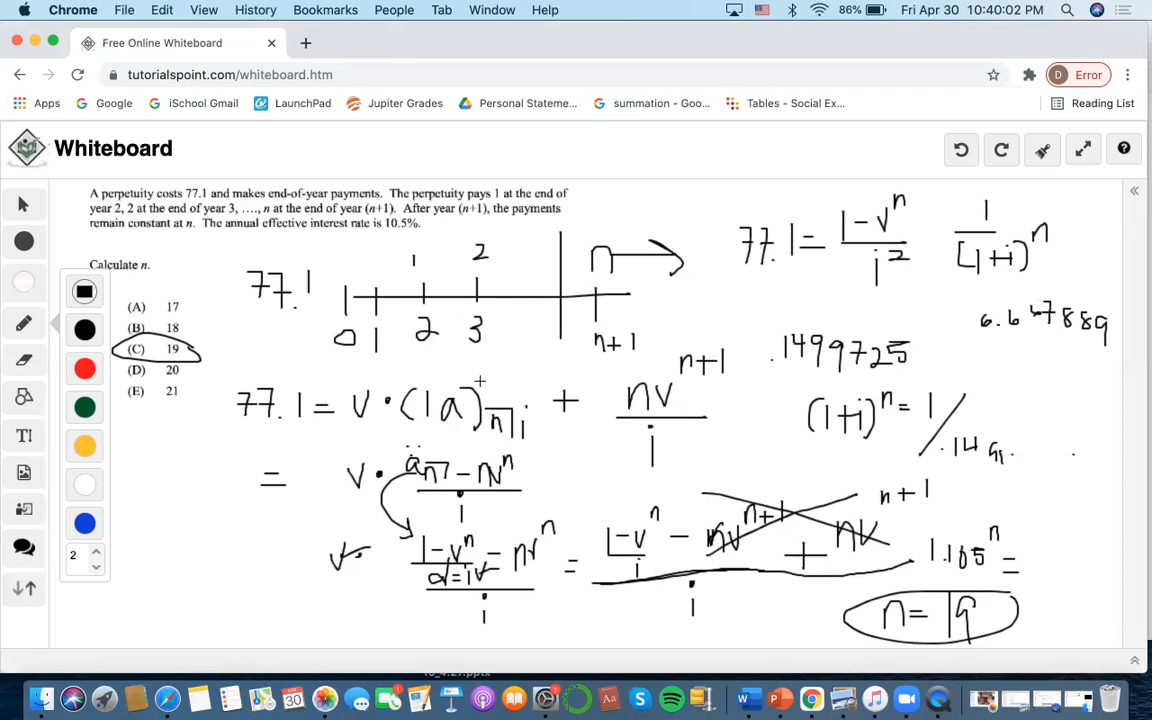 Chrome File Edit View History Bookmarks People Tab Window Help 86% Fri Apr 30 10:40:02 PM
Free Online Whiteboard
tutorialspoint.com/whiteboard.htm
D Error
Apps Google iSchool Gmail LaunchPad Jupiter Grades Personal Stateme... summation - Goo... Tables - Social Ex... Reading List
Whiteboard
A perpetuity costs 77.1 and makes end-of-year payments. The perpetuity pays 1 at the end of
year 2, 2 at the end of year 3, …., n at the end of year (n+1). After year (n+1), the payments
remain constant at n. The annual effective interest rate is 10.5%.
Calculate n.
(A) 17
(B) 18
(C) 19
(D) 20
(E) 21
77.1
1 2 n
0 1 2 3 n+1
77.1 = v · (Ia)n̅|i + nv^(n+1) / i
= v · än̅| - nv^n / i
1-v^n / d=iv - nv^n / i = 1-v^n / i - nv^(n+1) + nv^(n+1) / i
77.1 = 1-v^n / i^2
1 / (1+i)^n
.1499725
(1+i)^n = 1 /
1.105^n =
n = 19
2